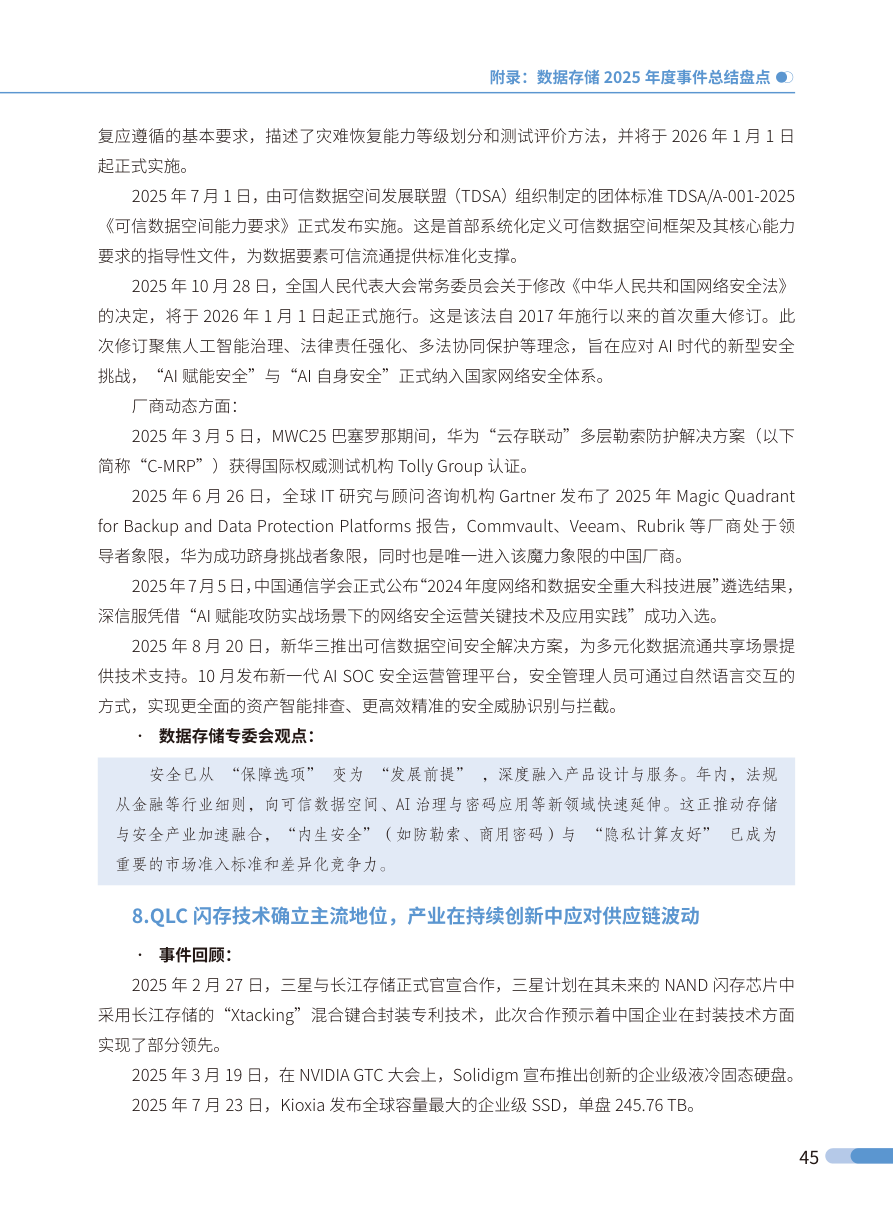 附录：数据存储 2025 年度事件总结盘点
复应遵循的基本要求，描述了灾难恢复能力等级划分和测试评价方法，并将于 2026 年 1 月 1 日
起正式实施。
2025 年 7 月 1 日，由可信数据空间发展联盟（TDSA）组织制定的团体标准 TDSA/A-001-2025
《可信数据空间能力要求》正式发布实施。这是首部系统化定义可信数据空间框架及其核心能力
要求的指导性文件，为数据要素可信流通提供标准化支撑。
2025 年 10 月 28 日，全国人民代表大会常务委员会关于修改《中华人民共和国网络安全法》
的决定，将于 2026 年 1 月 1 日起正式施行。这是该法自 2017 年施行以来的首次重大修订。此
次修订聚焦人工智能治理、法律责任强化、多法协同保护等理念，旨在应对 AI 时代的新型安全
挑战，“AI 赋能安全”与“AI 自身安全”正式纳入国家网络安全体系。
厂商动态方面：
2025 年 3 月 5 日，MWC25 巴塞罗那期间，华为“云存联动”多层勒索防护解决方案（以下
简称“C-MRP”）获得国际权威测试机构 Tolly Group 认证。
2025 年 6 月 26 日，全球 IT 研究与顾问咨询机构 Gartner 发布了 2025 年 Magic Quadrant
for Backup and Data Protection Platforms 报告，Commvault、Veeam、Rubrik 等厂商处于领
导者象限，华为成功跻身挑战者象限，同时也是唯一进入该魔力象限的中国厂商。
2025 年 7 月 5 日，中国通信学会正式公布“2024 年度网络和数据安全重大科技进展”遴选结果，
深信服凭借“AI 赋能攻防实战场景下的网络安全运营关键技术及应用实践”成功入选。
2025 年 8 月 20 日，新华三推出可信数据空间安全解决方案，为多元化数据流通共享场景提
供技术支持。10 月发布新一代 AI SOC 安全运营管理平台，安全管理人员可通过自然语言交互的
方式，实现更全面的资产智能排查、更高效精准的安全威胁识别与拦截。
· 数据存储专委会观点：
安全已从 “保障选项” 变为 “发展前提” ，深度融入产品设计与服务。年内，法规
从金融等行业细则，向可信数据空间、AI 治理与密码应用等新领域快速延伸。这正推动存储
与安全产业加速融合，“内生安全”（如防勒索、商用密码）与 “隐私计算友好” 已成为
重要的市场准入标准和差异化竞争力。
8.QLC 闪存技术确立主流地位，产业在持续创新中应对供应链波动
· 事件回顾：
2025 年 2 月 27 日，三星与长江存储正式官宣合作，三星计划在其未来的 NAND 闪存芯片中
采用长江存储的“Xtacking”混合键合封装专利技术，此次合作预示着中国企业在封装技术方面
实现了部分领先。
2025 年 3 月 19 日，在 NVIDIA GTC 大会上，Solidigm 宣布推出创新的企业级液冷固态硬盘。
2025 年 7 月 23 日，Kioxia 发布全球容量最大的企业级 SSD，单盘 245.76 TB。
45